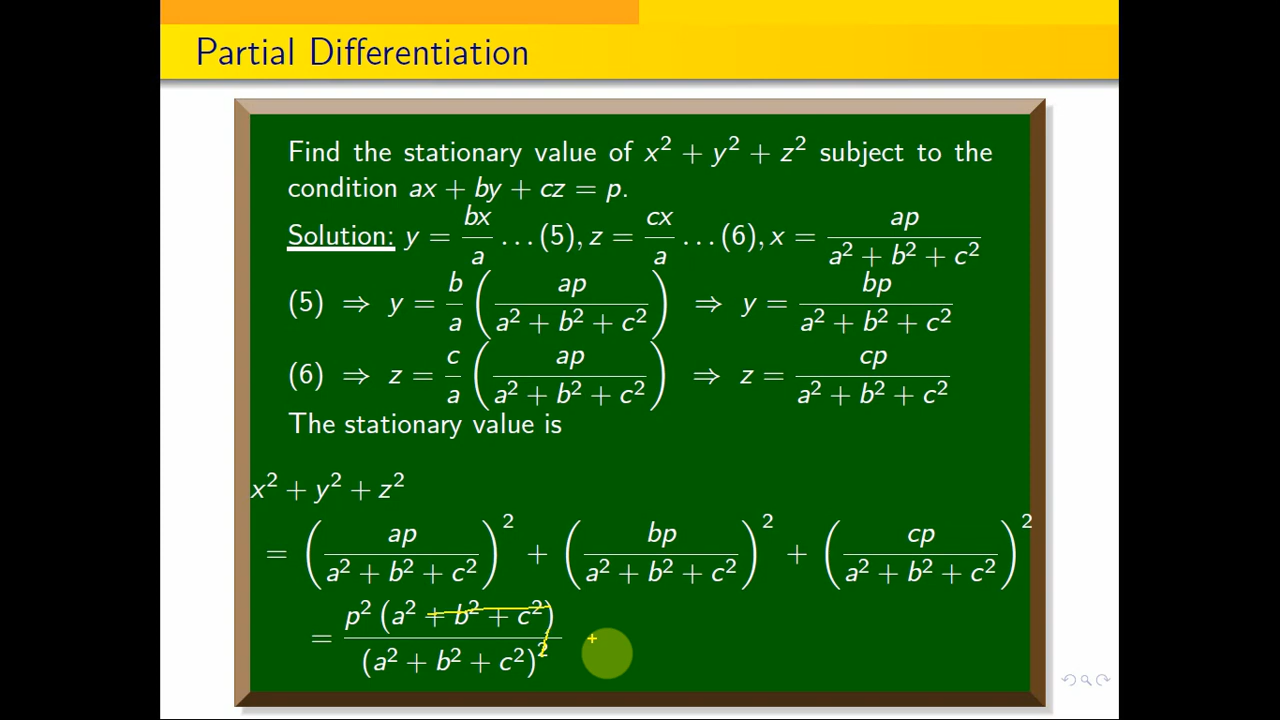 Partial Differentiation
Find the stationary value of x² + y² + z² subject to the
condition ax + by + cz = p.
Solution: y = bx/a ...(5), z = cx/a ...(6), x = ap/(a² + b² + c²)
(5) ⇒ y = b/a (ap/(a² + b² + c²)) ⇒ y = bp/(a² + b² + c²)
(6) ⇒ z = c/a (ap/(a² + b² + c²)) ⇒ z = cp/(a² + b² + c²)
The stationary value is
x² + y² + z²
= (ap/(a² + b² + c²))² + (bp/(a² + b² + c²))² + (cp/(a² + b² + c²))²
= p² (a² + b² + c²)/(a² + b² + c²)²